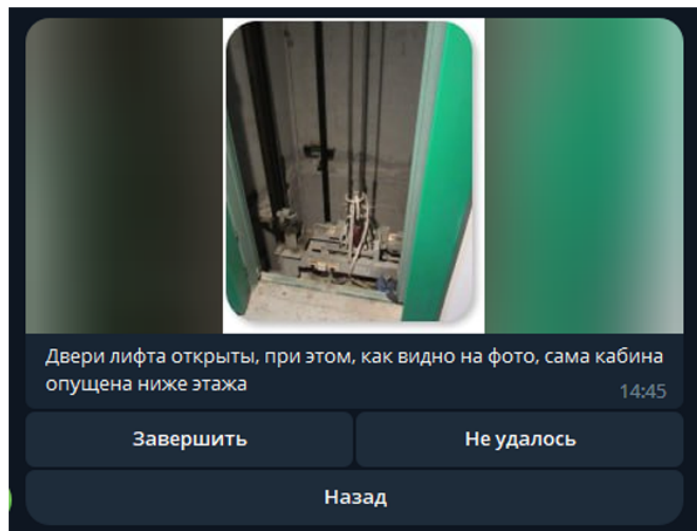 Двери лифта открыты, при этом, как видно на фото, сама кабина
опущена ниже этажа
14:45
Завершить
Не удалось
Назад